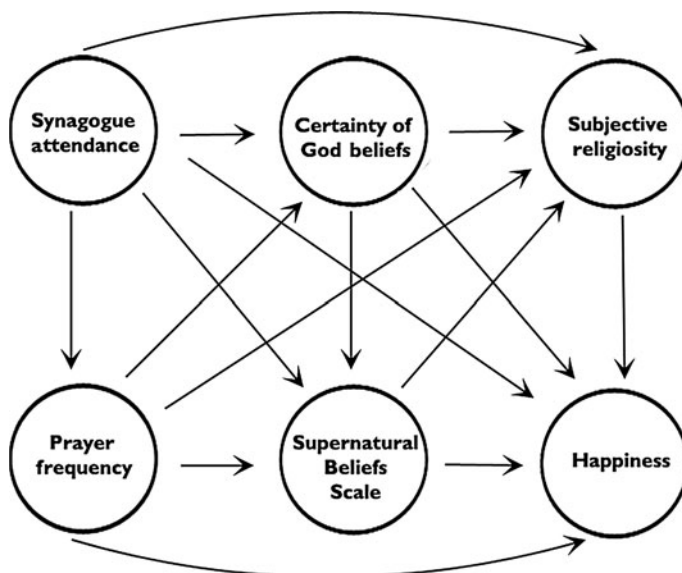 Synagogue
attendance
Certainty of
God beliefs
Subjective
religiosity
Prayer
frequency
Supernatural
Beliefs
Scale
Happiness